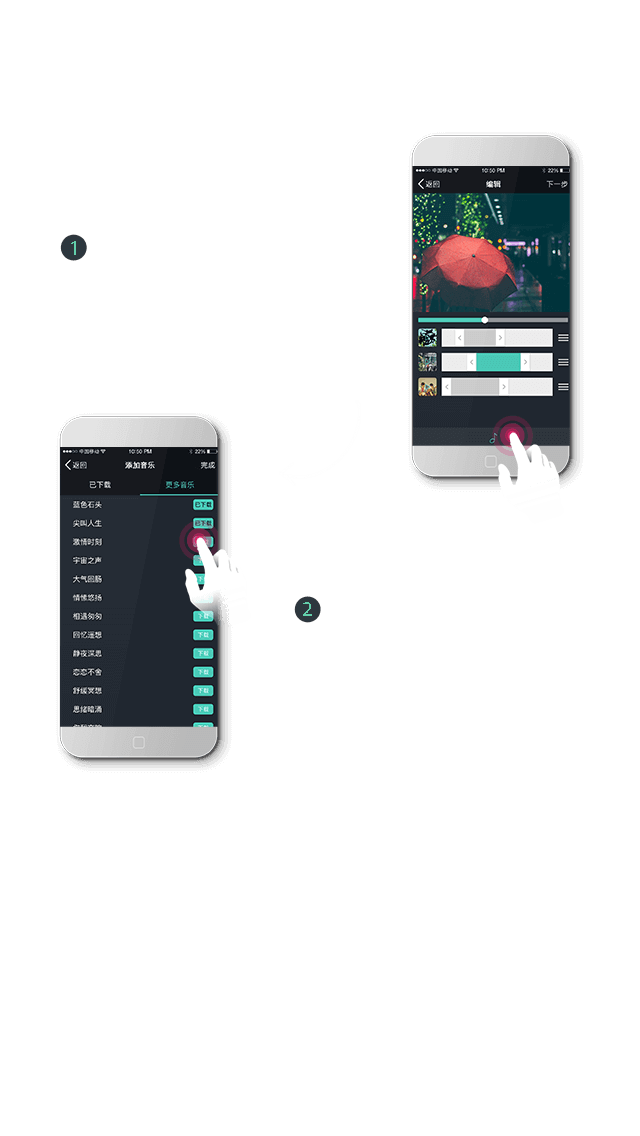 中国移动 10:50 PM 22%
返回 编辑 下一步
1
中国移动 10:50 PM 22%
返回 添加音乐 完成
已下载 更多音乐
蓝色石头 已下载
尖叫人生 已下载
激情时刻
宇宙之声
大气回肠 下载
情愫悠扬
相遇匆匆 下载
回忆遐想 下载
静夜深思 下载
恋恋不舍 下载
舒缓冥想 下载
思绪暗涌 下载
2